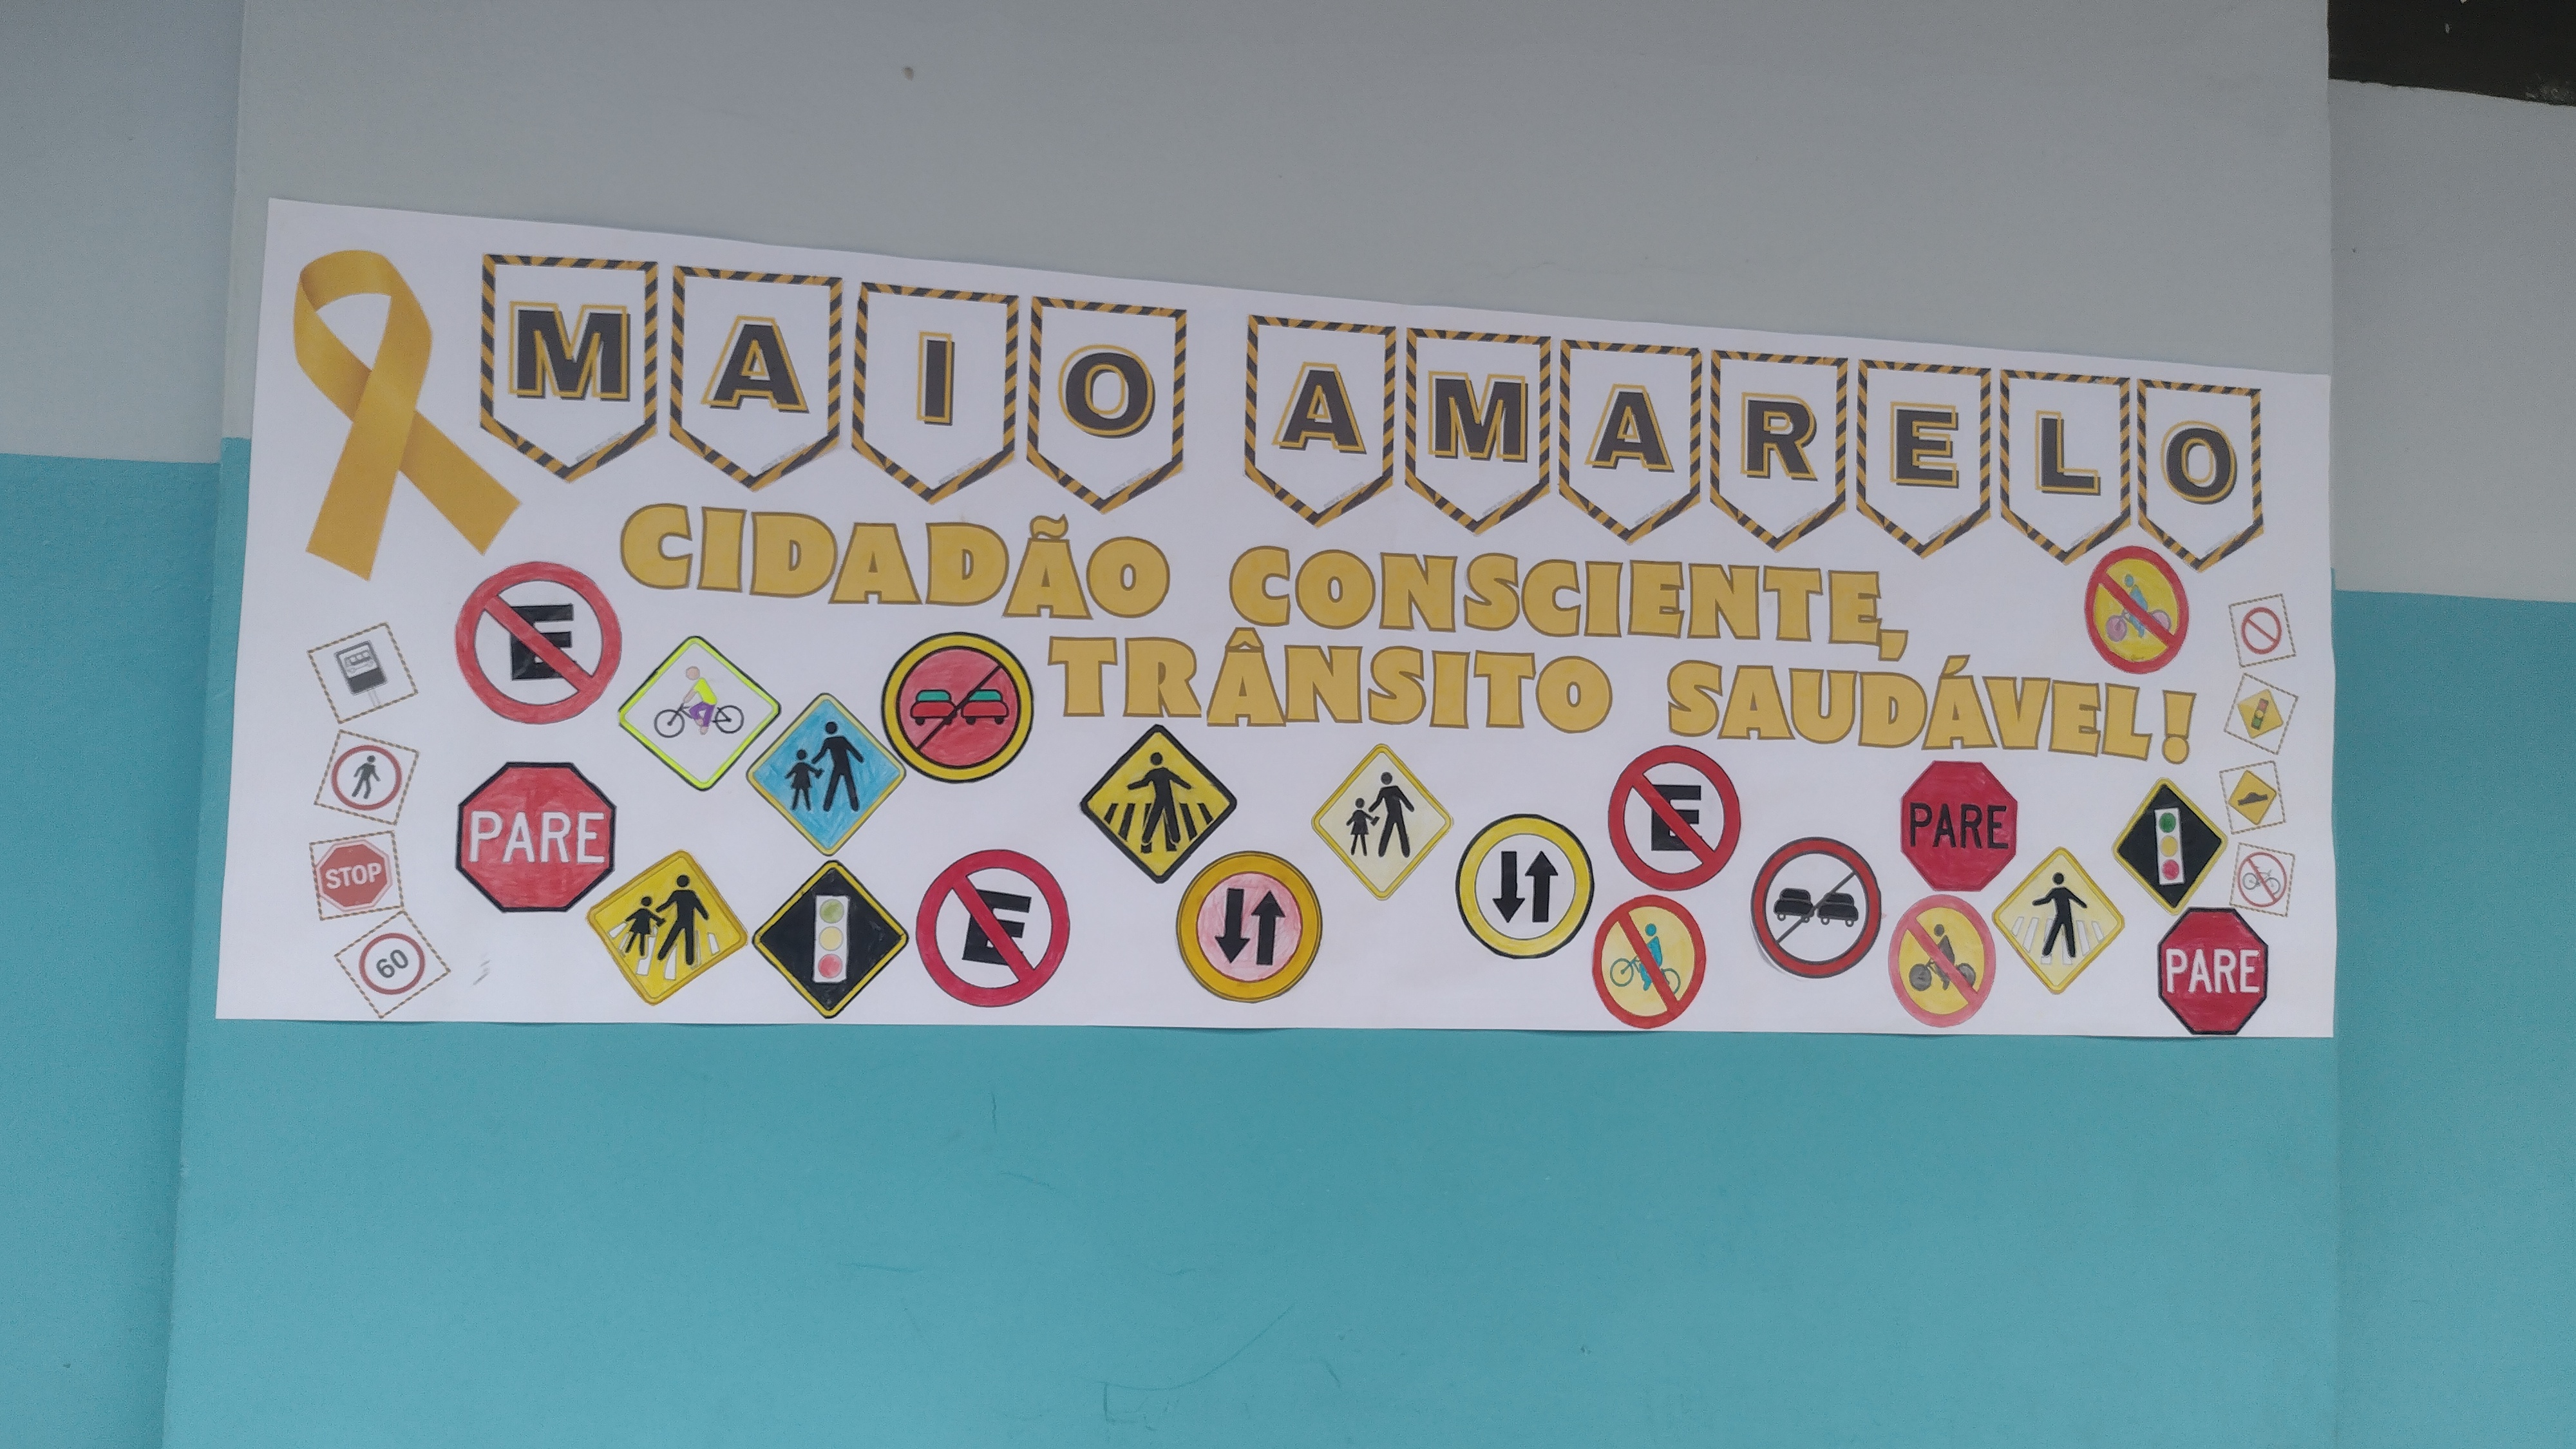 MAIO AMARELO
CIDADÃO CONSCIENTE,
TRÂNSITO SAUDÁVEL!
E
E
PARE
PARE
STOP
E
PARE
60